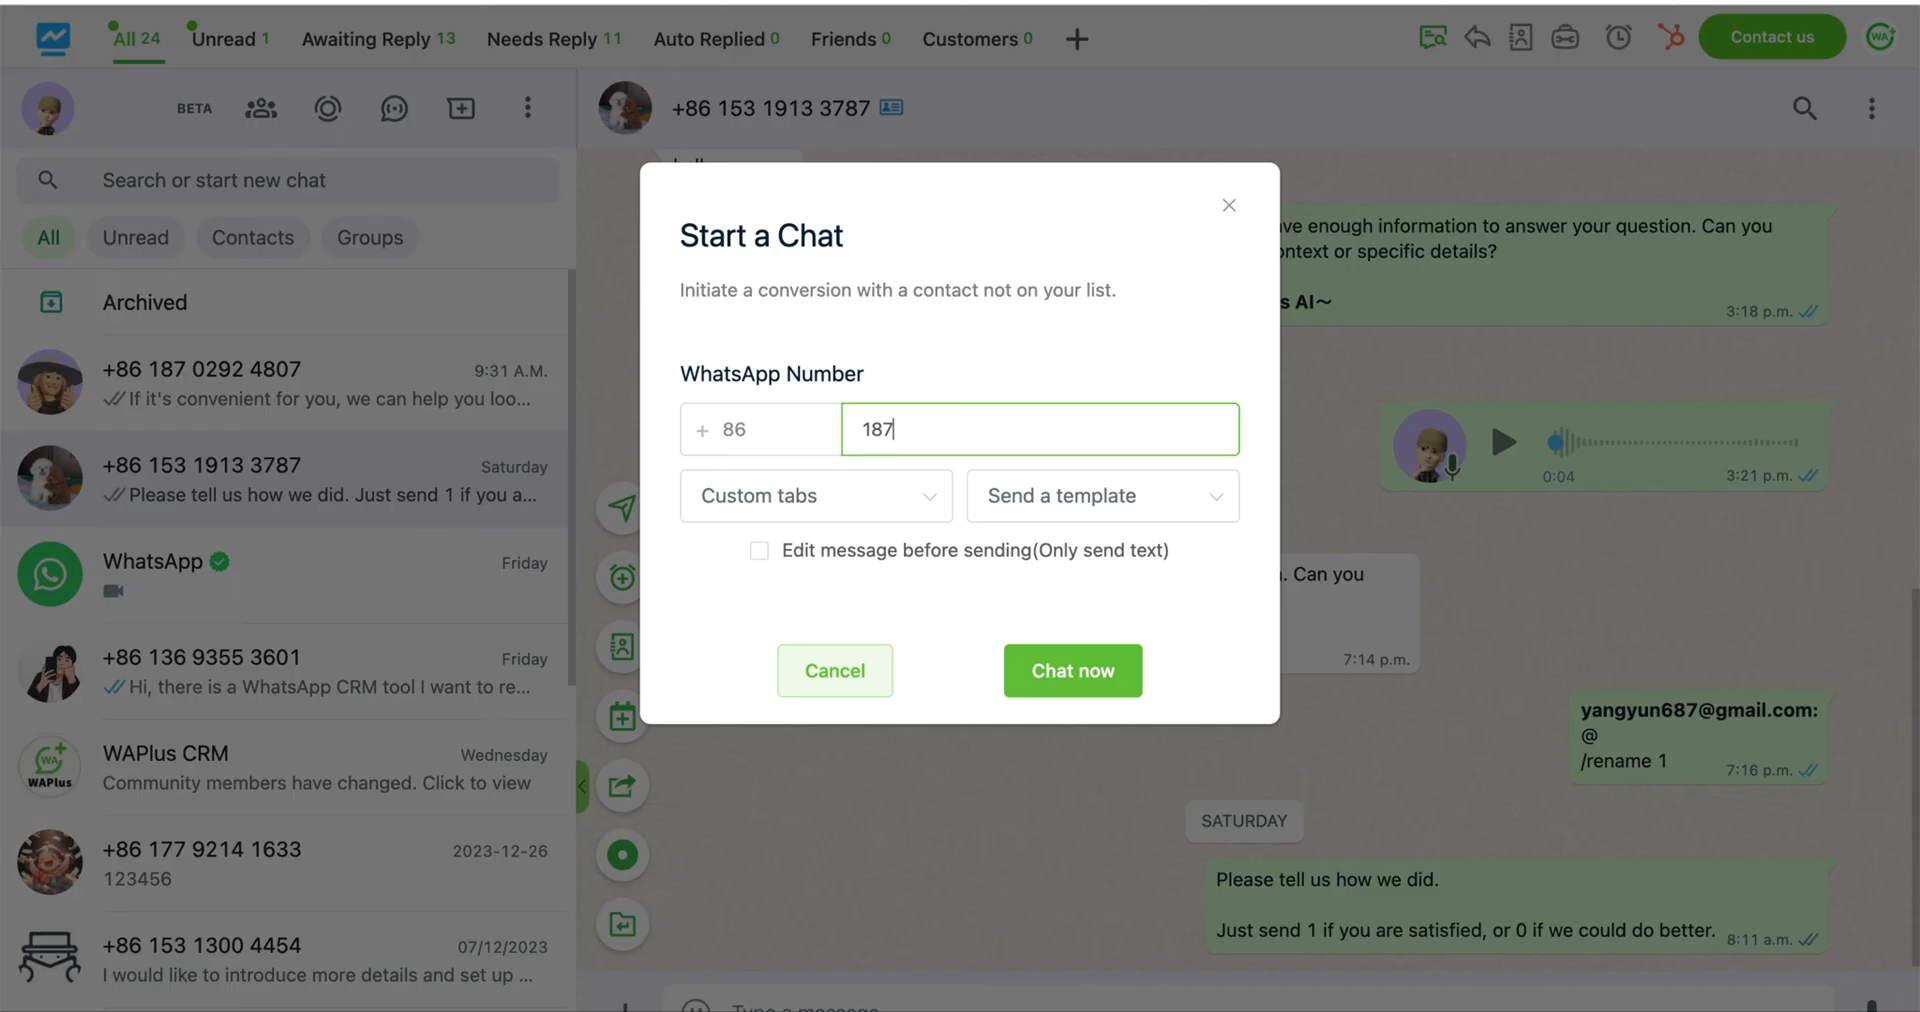 All 24
Unread 1
Awaiting Reply 13
Needs Reply 11
Auto Replied 0
Friends 0
Customers 0
Contact us
WA
BETA
+86 153 1913 3787
Search or start new chat
All
Unread
Contacts
Groups
Archived
+86 187 0292 4807
9:31 A.M.
If it's convenient for you, we can help you loo...
+86 153 1913 3787
Saturday
Please tell us how we did. Just send 1 if you a...
WhatsApp
Friday
+86 136 9355 3601
Friday
Hi, there is a WhatsApp CRM tool I want to re...
WA
WAPlus
WAPlus CRM
Wednesday
Community members have changed. Click to view
+86 177 9214 1633
2023-12-26
123456
+86 153 1300 4454
07/12/2023
I would like to introduce more details and set up ...
Start a Chat
Initiate a conversion with a contact not on your list.
WhatsApp Number
+ 86
187
Custom tabs
Send a template
Edit message before sending(Only send text)
Cancel
Chat now
enough information to answer your question. Can you
or specific details?
AI~
3:18 p.m.
0:04
3:21 p.m.
. Can you
7:14 p.m.
yangyun687@gmail.com:
@
/rename 1
7:16 p.m.
SATURDAY
Please tell us how we did.
Just send 1 if you are satisfied, or 0 if we could do better.
8:11 a.m.
Type a message